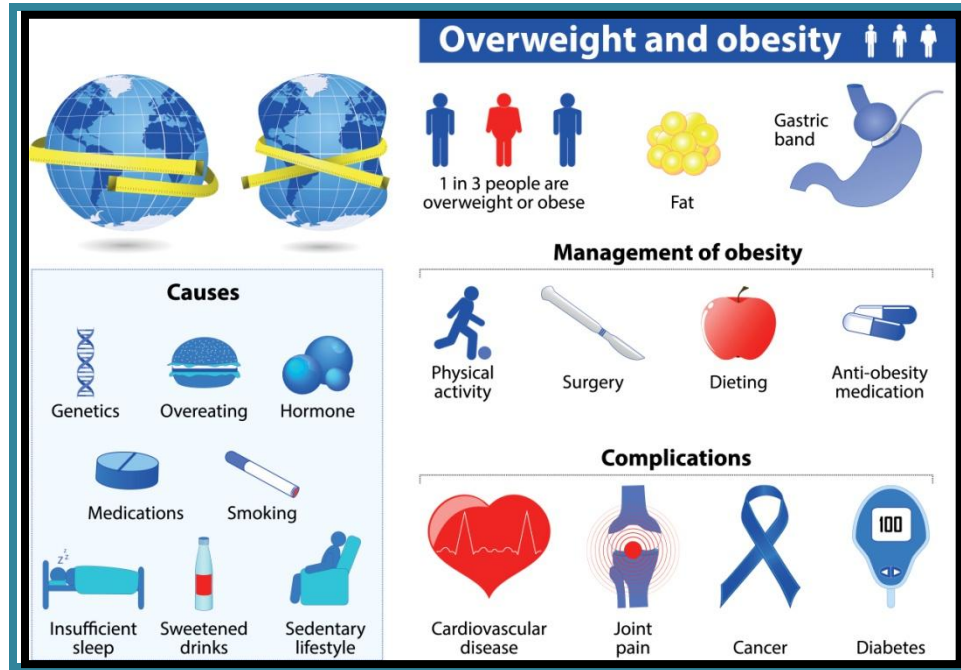 Overweight and obesity
1 in 3 people are
overweight or obese
Fat
Gastric
band
Management of obesity
Physical
activity
Surgery
Dieting
Anti-obesity
medication
Causes
Genetics
Overeating
Hormone
Medications
Smoking
z z z
Insufficient
sleep
Sweetened
drinks
Sedentary
lifestyle
Complications
100
Cardiovascular
disease
Joint
pain
Cancer
Diabetes